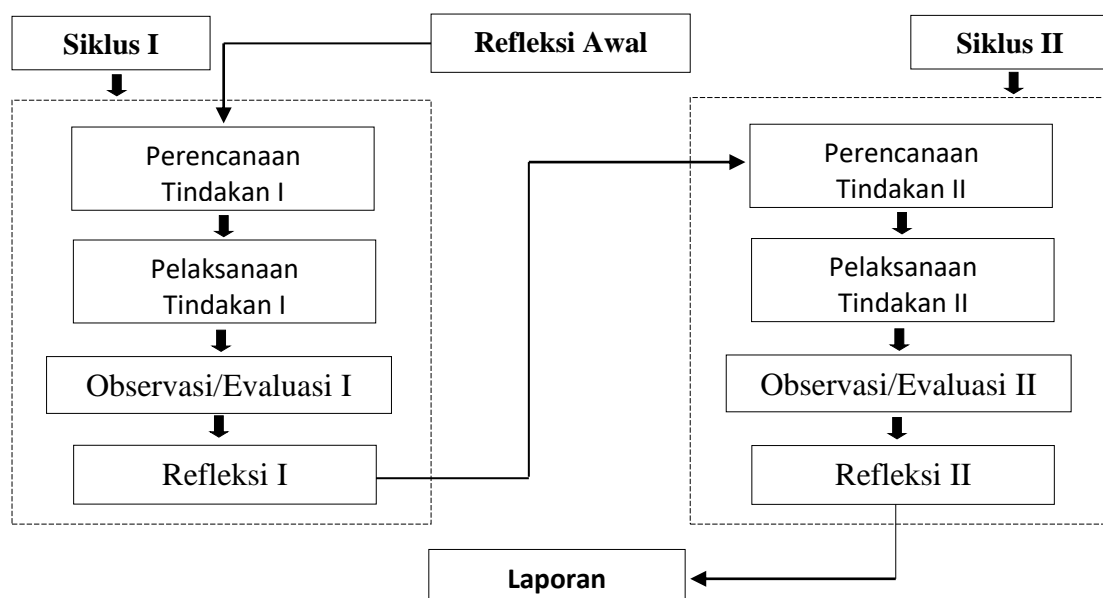 Siklus I
Refleksi Awal
Siklus II
Perencanaan
Tindakan I
Pelaksanaan
Tindakan I
Observasi/Evaluasi I
Refleksi I
Perencanaan
Tindakan II
Pelaksanaan
Tindakan II
Observasi/Evaluasi II
Refleksi II
Laporan